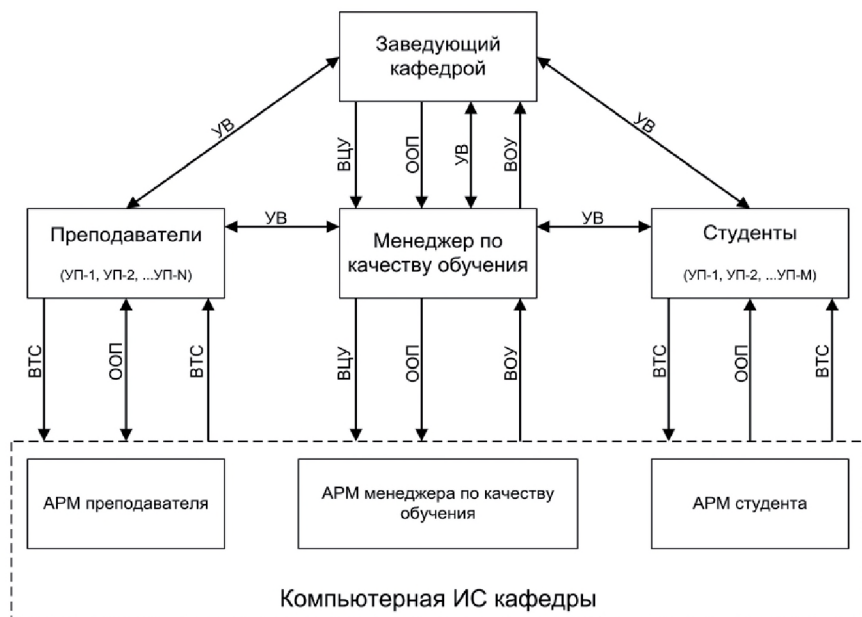 Заведующий
кафедрой
УВ
ВЦУ
ООП
УВ
ВОУ
УВ
Преподаватели
(УП-1, УП-2, ...УП-N)
УВ
Менеджер по
качеству обучения
УВ
Студенты
(УП-1, УП-2, ...УП-М)
ВТС
ООП
ВТС
ВЦУ
ООП
ВОУ
ВТС
ООП
ВТС
АРМ преподавателя
АРМ менеджера по качеству
обучения
АРМ студента
Компьютерная ИС кафедры